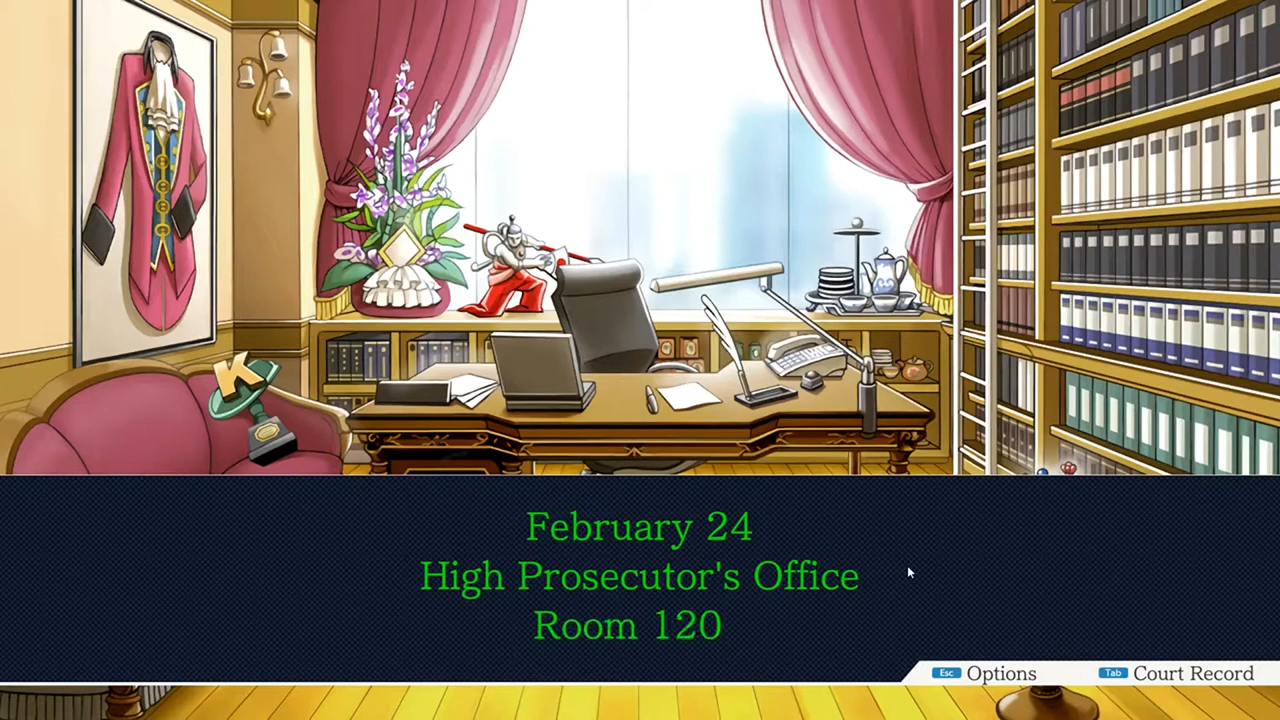 K
February 24
High Prosecutor's Office
Room 120
Esc Options Tab Court Record